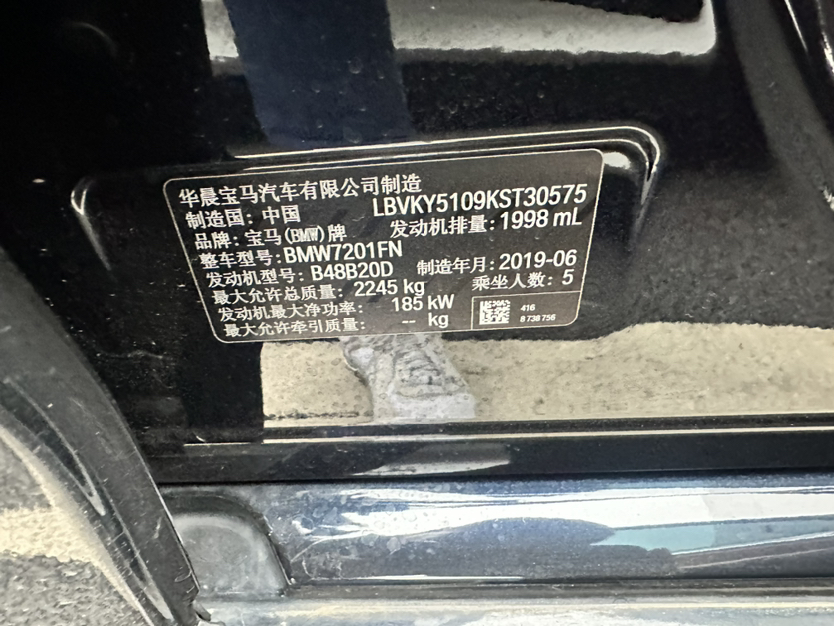 华晨宝马汽车有限公司制造
制造国: 中国 LBVKY5109KST30575
品牌: 宝马(BMW)牌 发动机排量: 1998 mL
整车型号: BMW7201FN
发动机型号: B48B20D 制造年月: 2019-06
最大允许总质量: 2245 kg 乘坐人数: 5
发动机最大净功率: 185 kW
最大允许牵引质量: -- kg
416
8 738 756